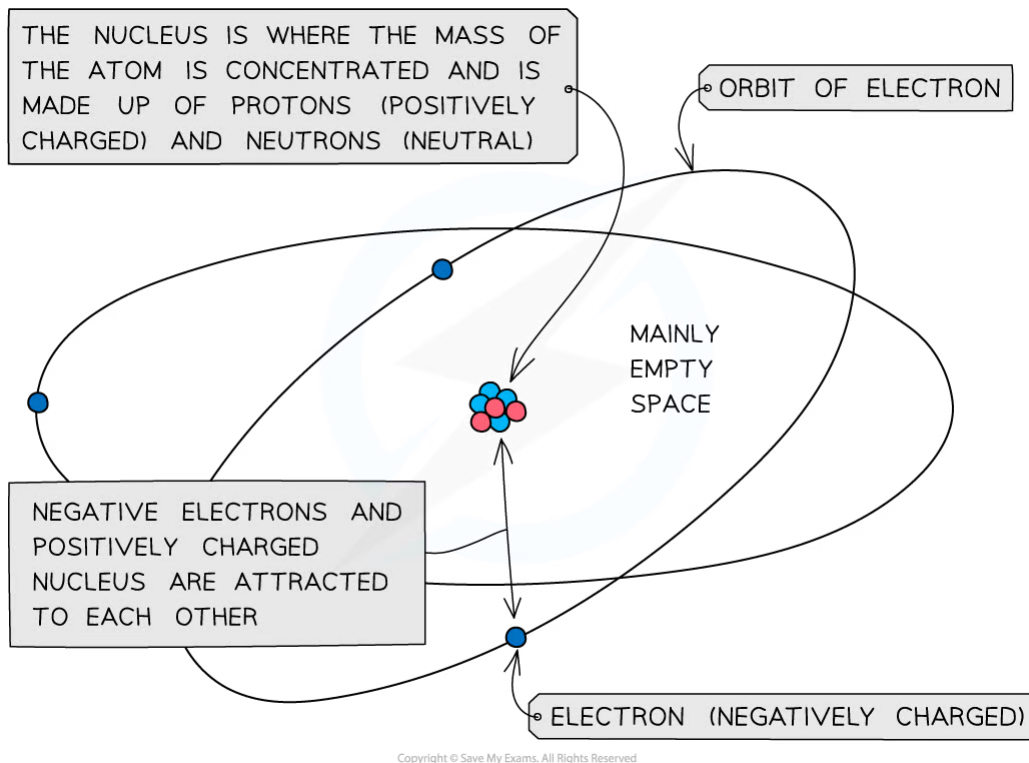 THE NUCLEUS IS WHERE THE MASS OF
THE ATOM IS CONCENTRATED AND IS
MADE UP OF PROTONS (POSITIVELY
CHARGED) AND NEUTRONS (NEUTRAL)
ORBIT OF ELECTRON
MAINLY
EMPTY
SPACE
NEGATIVE ELECTRONS AND
POSITIVELY CHARGED
NUCLEUS ARE ATTRACTED
TO EACH OTHER
ELECTRON (NEGATIVELY CHARGED)
Copyright © Save My Exams. All Rights Reserved